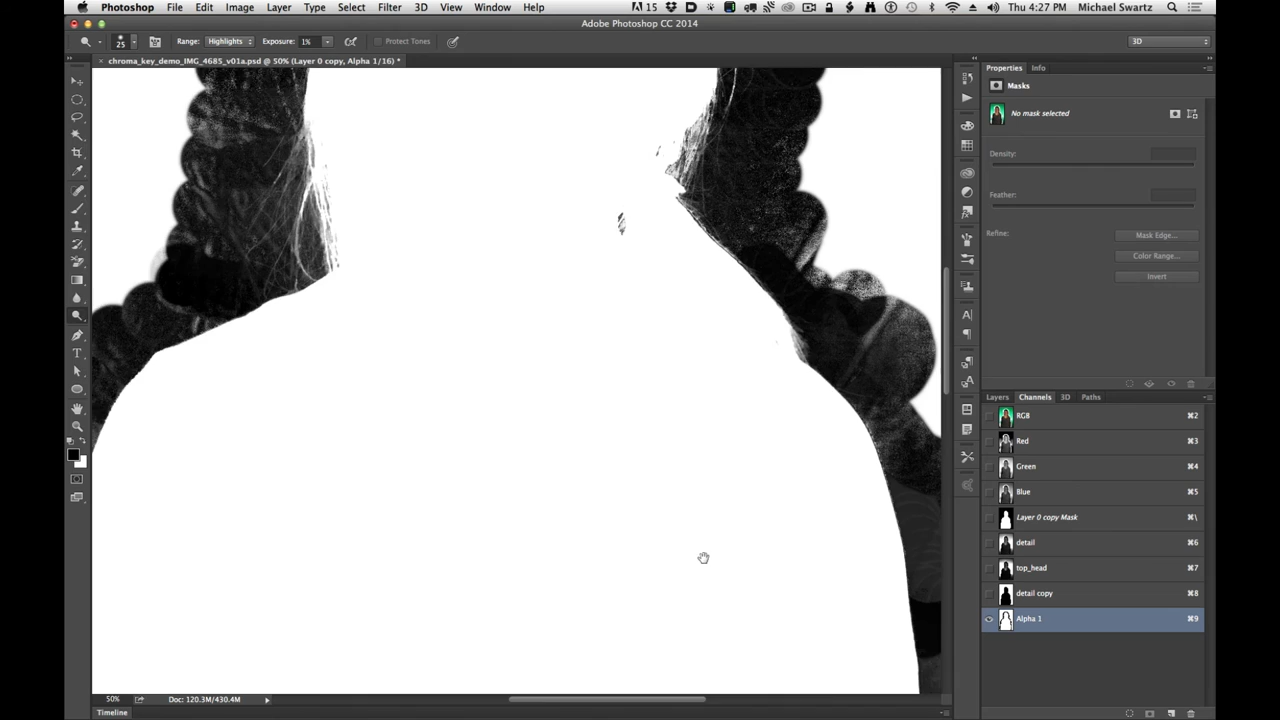 Photoshop File Edit Image Layer Type Select Filter 3D View Window Help 15 Thu 4:27 PM Michael Swartz
Adobe Photoshop CC 2014
25 Range: Highlights Exposure: 1% Protect Tones 3D
× chroma_key_demo_IMG_4685_v01a.psd @ 50% (Layer 0 copy, Alpha 1/16) *
Properties Info
Masks
No mask selected
Density:
Feather:
Refine: Mask Edge...
Color Range...
Invert
Layers Channels 3D Paths
RGB ⌘2
Red ⌘3
Green ⌘4
Blue ⌘5
Layer 0 copy Mask ⌘\
detail ⌘6
top_head ⌘7
detail copy ⌘8
Alpha 1 ⌘9
50% Doc: 120.3M/430.4M
Timeline